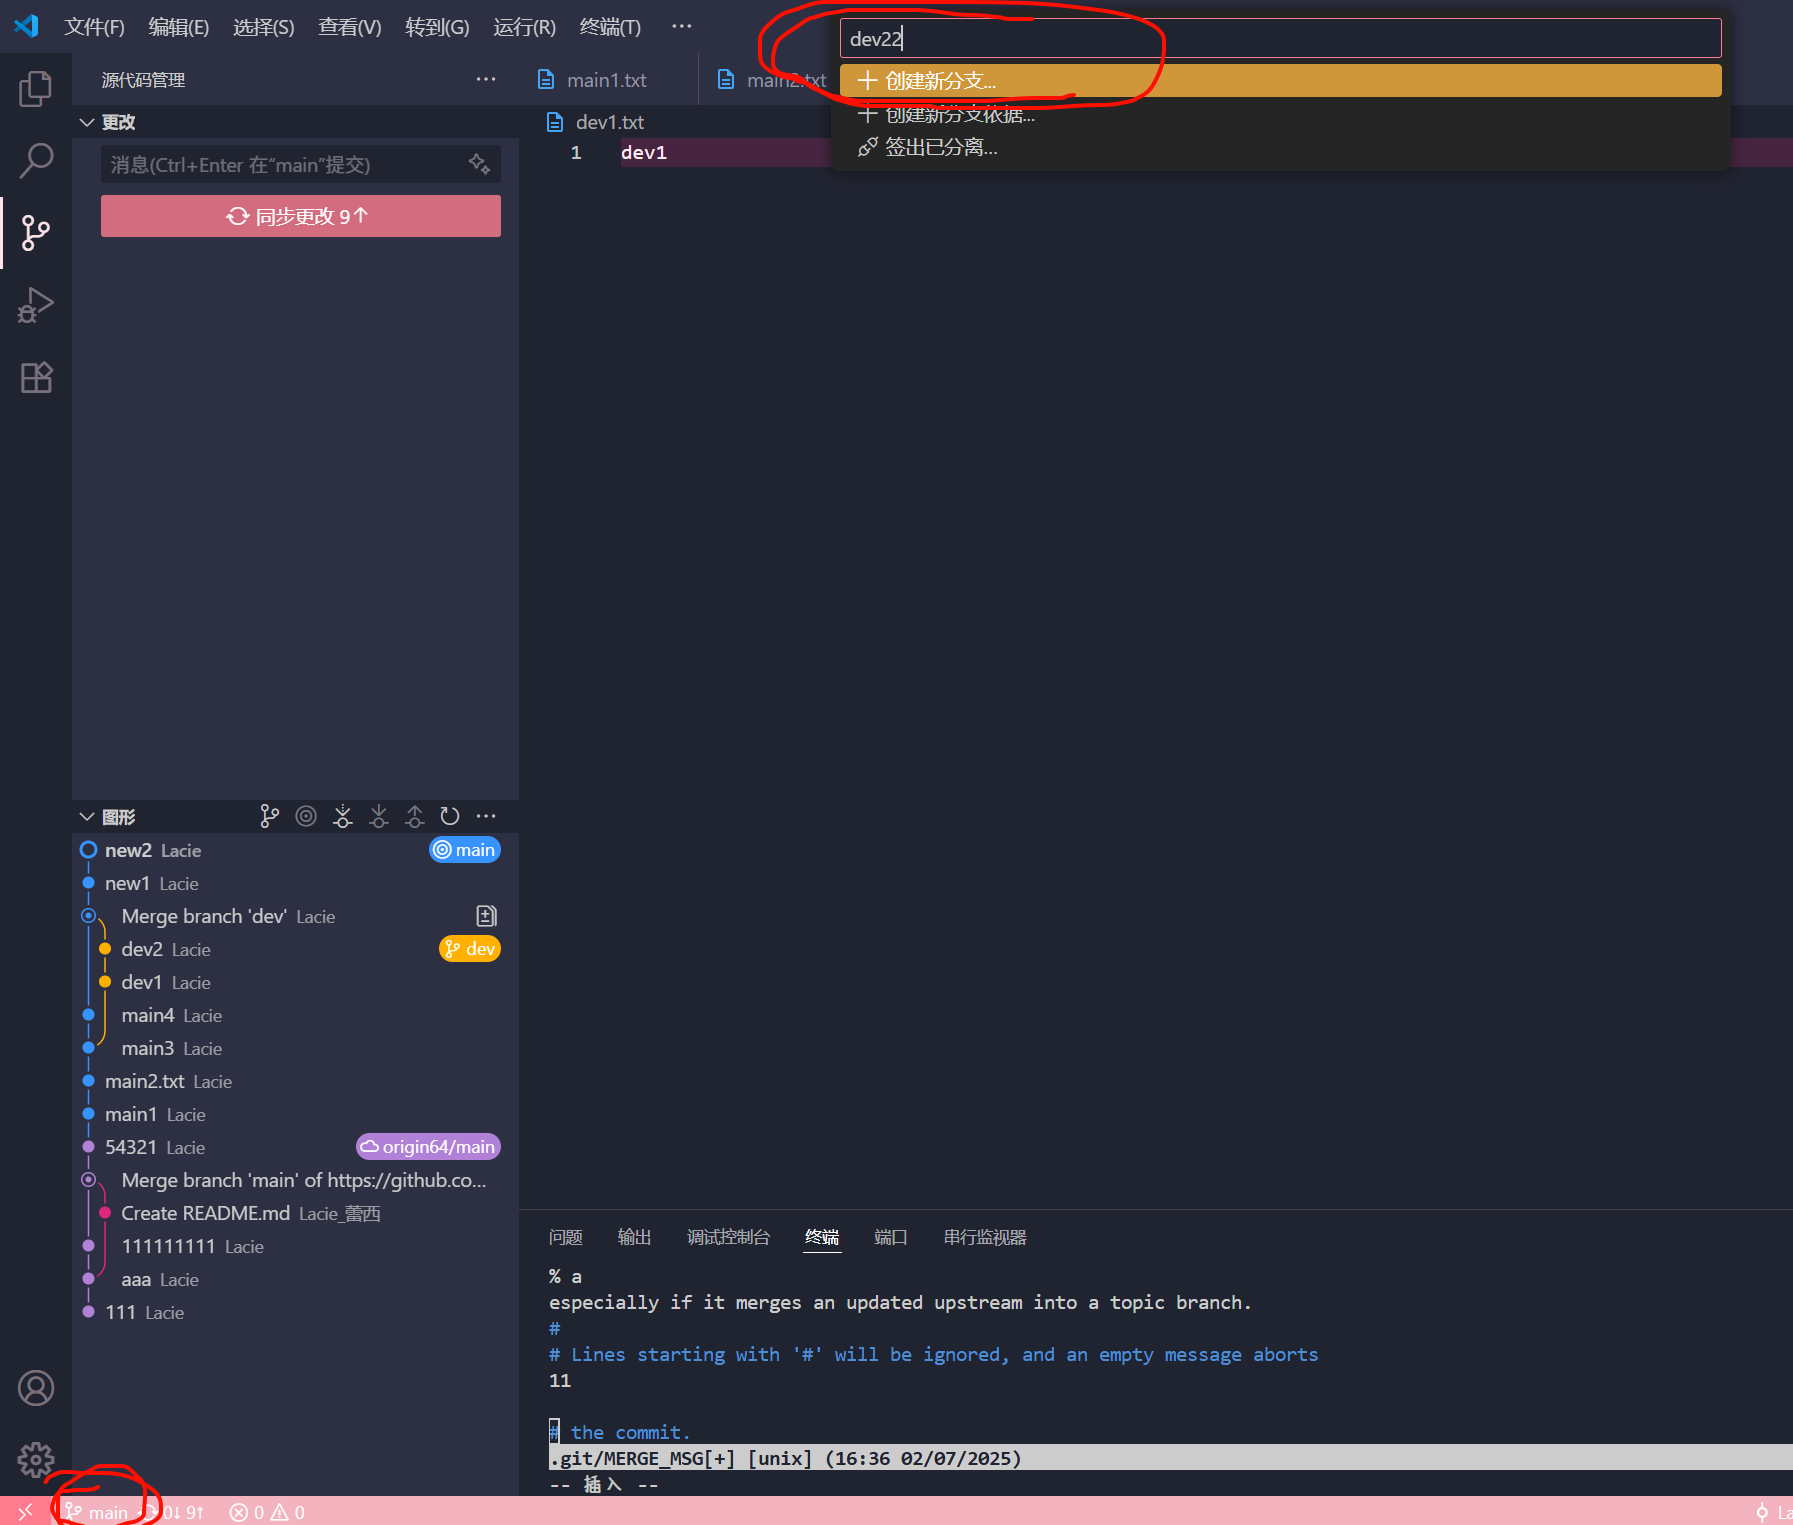 文件(F) 编辑(E) 选择(S) 查看(V) 转到(G) 运行(R) 终端(T) ···
dev22
创建新分支...
创建新分支依据...
签出已分离...
源代码管理
main1.txt
main2.txt
更改
dev1.txt
消息(Ctrl+Enter 在“main”提交)
1 dev1
同步更改 9↑
图形
new2 Lacie main
new1 Lacie
Merge branch 'dev' Lacie
dev2 Lacie dev
dev1 Lacie
main4 Lacie
main3 Lacie
main2.txt Lacie
main1 Lacie
54321 Lacie origin64/main
Merge branch 'main' of https://github.co...
Create README.md Lacie_蕾西
111111111 Lacie
aaa Lacie
111 Lacie
问题 输出 调试控制台 终端 端口 串行监视器
% a
especially if it merges an updated upstream into a topic branch.
#
# Lines starting with '#' will be ignored, and an empty message aborts
11
# the commit.
.git/MERGE_MSG[+] [unix] (16:36 02/07/2025)
-- 插入 --
main 0↓ 9↑ 0 0 La